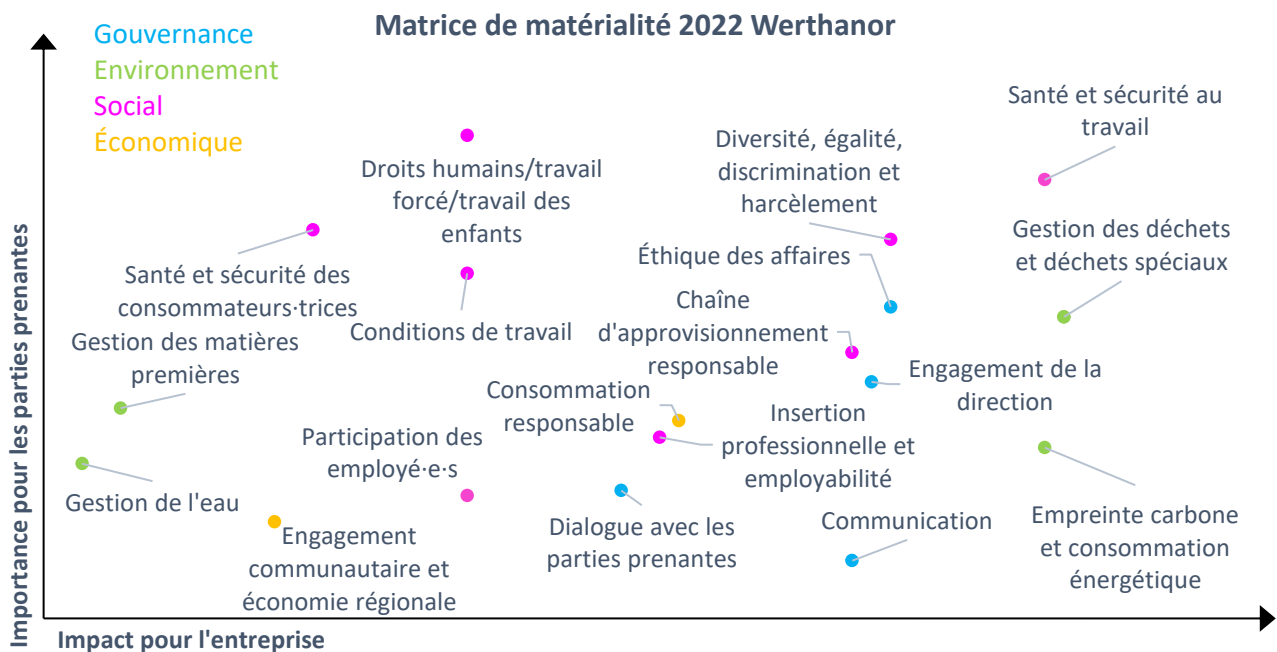 Matrice de matérialité 2022 Werthanor
Gouvernance
Environnement
Social
Économique
Importance pour les parties prenantes
Santé et sécurité au
travail
Diversité, égalité,
discrimination et
harcèlement
Droits humains/travail
forcé/travail des
enfants
Gestion des déchets
et déchets spéciaux
Éthique des affaires
Santé et sécurité des
consommateurs·trices
Conditions de travail
Chaîne
d'approvisionnement
responsable
Gestion des matières
premières
Engagement de la
direction
Consommation
responsable
Insertion
professionnelle et
employabilité
Participation des
employé·e·s
Gestion de l'eau
Dialogue avec les
parties prenantes
Communication
Empreinte carbone
et consommation
énergétique
Engagement
communautaire et
économie régionale
Impact pour l'entreprise